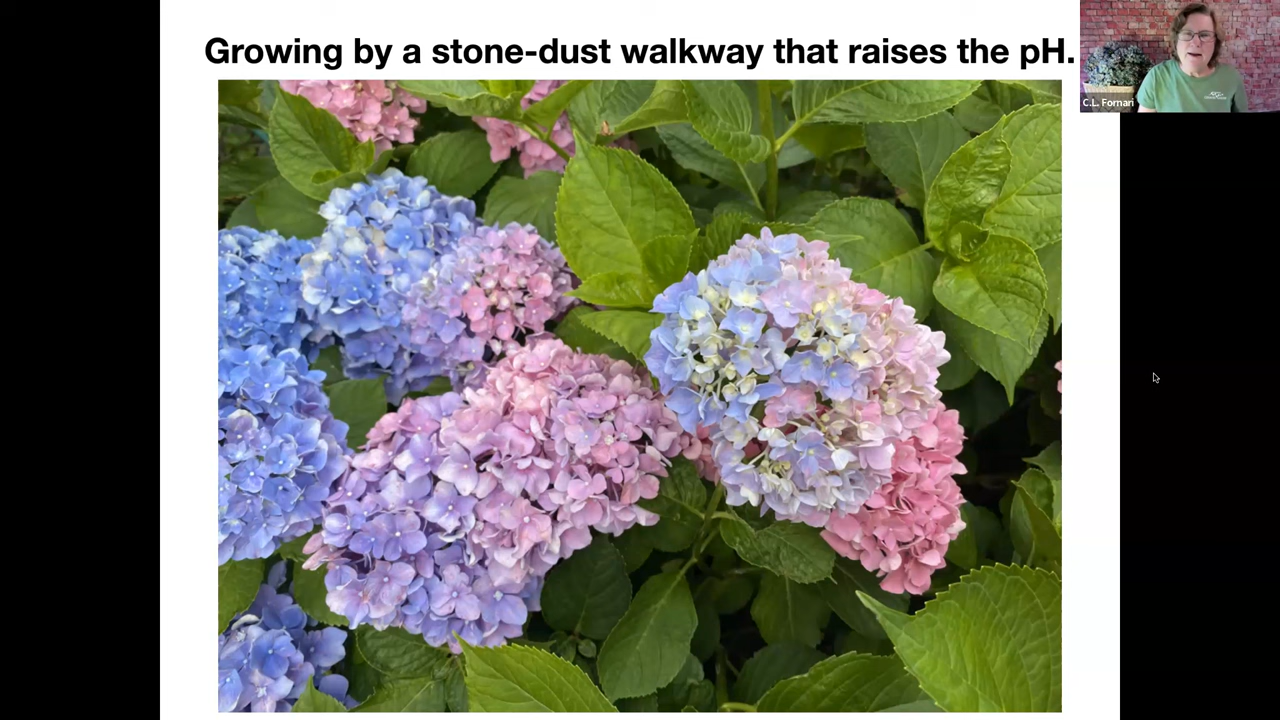 Growing by a stone-dust walkway that raises the pH.
C.L. Fornari